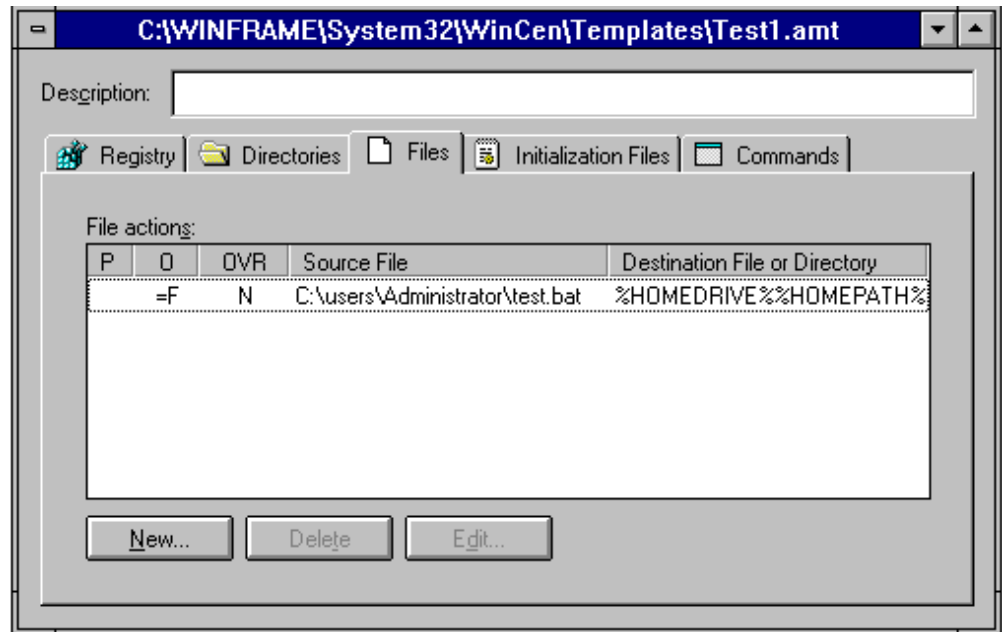 C:\WINFRAME\System32\WinCen\Templates\Test1.amt
Description:
Registry Directories Files Initialization Files Commands
File actions:
P O OVR Source File Destination File or Directory
=F N C:\users\Administrator\test.bat %HOMEDRIVE%%HOMEPATH%
New... Delete Edit...